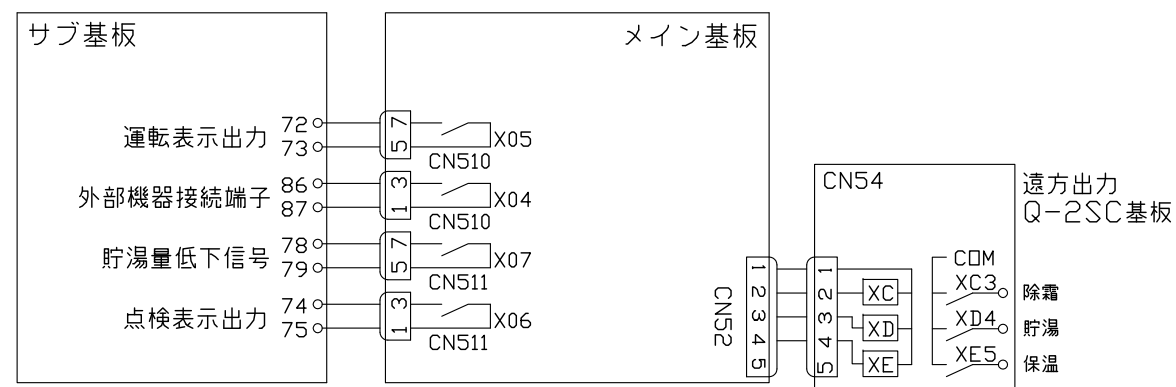 サブ基板
メイン基板
運転表示出力
72
73
7
5
X05
CN510
外部機器接続端子
86
87
3
1
X04
CN510
貯湯量低下信号
78
79
7
5
X07
CN511
点検表示出力
74
75
3
1
X06
CN511
CN52
1
2
3
4
5
CN54
1
2
3
4
5
XC
XD
XE
COM
XC3
XD4
XE5
除霜
貯湯
保温
遠方出力
Q-2SC基板